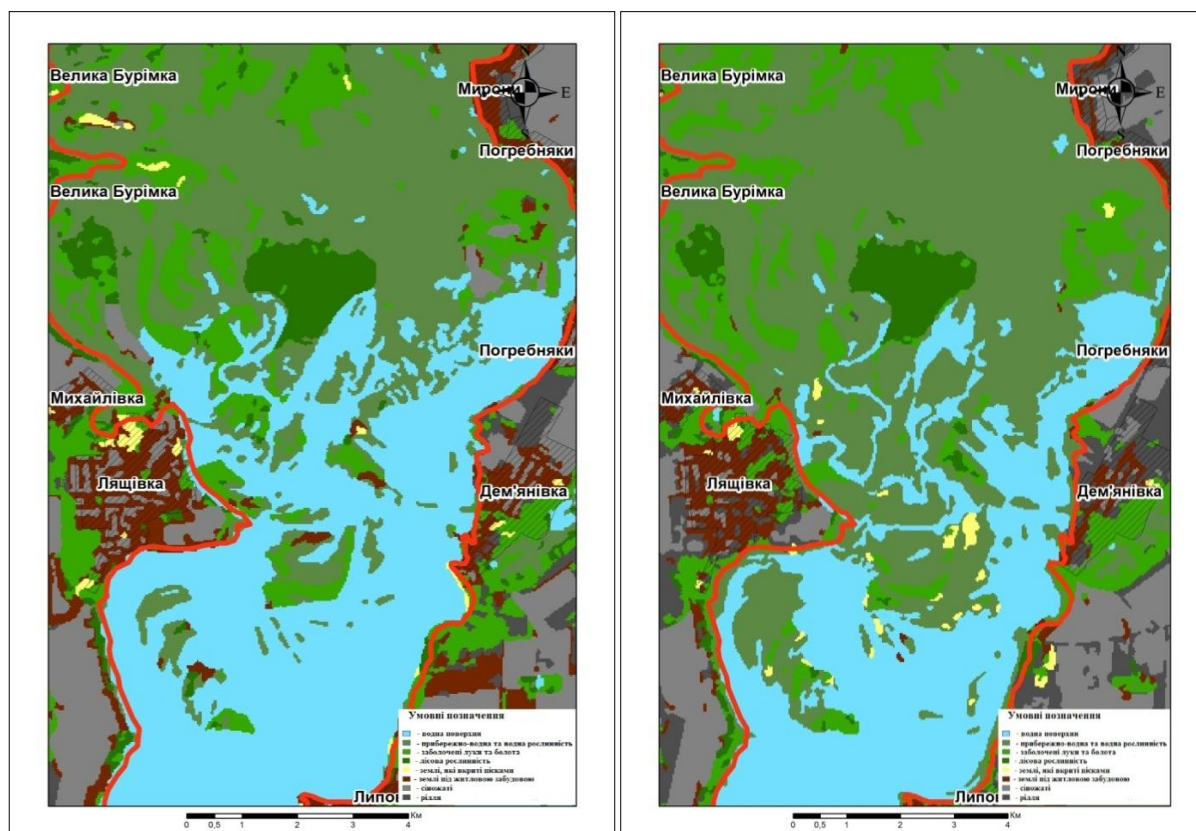 Велика Бурімка
Мирони
N
E
S
Погребняки
Велика Бурімка
Погребняки
Михайлівка
Лящівка
Дем'янівка
Умовні позначення
- водна поверхня
- прибережно-водна та водна рослинність
- заболочені луки та болота
- лісова рослинність
- землі, які вкриті пісками
- землі під житловою забудовою
- сіножаті
- рілля
Липов
Км
0 0,5 1 2 3 4
Велика Бурімка
Мирони
N
E
S
Погребняки
Велика Бурімка
Погребняки
Михайлівка
Лящівка
Дем'янівка
Умовні позначення
- водна поверхня
- прибережно-водна та водна рослинність
- заболочені луки та болота
- лісова рослинність
- землі, які вкриті пісками
- землі під житловою забудовою
- сіножаті
- рілля
Липов
Км
0 0,5 1 2 3 4